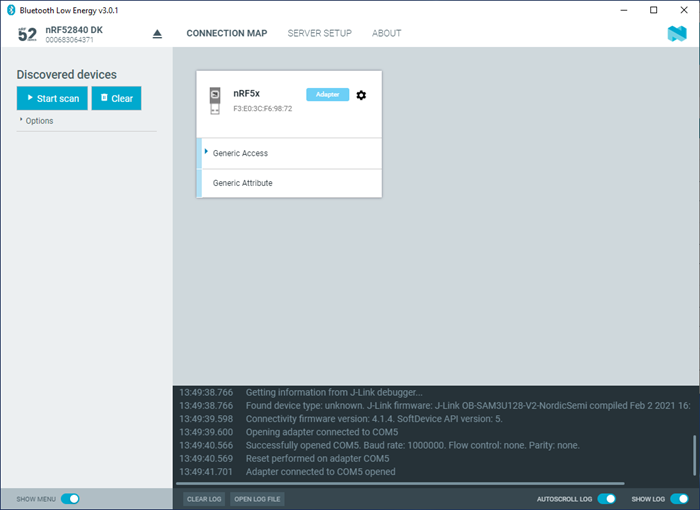 Bluetooth Low Energy v3.0.1
nRF
52
nRF52840 DK
000683064371
CONNECTION MAP
SERVER SETUP
ABOUT
Discovered devices
Start scan
Clear
Options
nRF5x
Adapter
F3:E0:3C:F6:98:72
Generic Access
Generic Attribute
13:49:38.766 Getting information from J-Link debugger...
13:49:38.766 Found device type: unknown. J-Link firmware: J-Link OB-SAM3U128-V2-NordicSemi compiled Feb 2 2021 16:
13:49:39.598 Connectivity firmware version: 4.1.4. SoftDevice API version: 5.
13:49:39.600 Opening adapter connected to COM5
13:49:40.566 Successfully opened COM5. Baud rate: 1000000. Flow control: none. Parity: none.
13:49:40.569 Reset performed on adapter COM5
13:49:41.701 Adapter connected to COM5 opened
SHOW MENU
CLEAR LOG
OPEN LOG FILE
AUTOSCROLL LOG
SHOW LOG